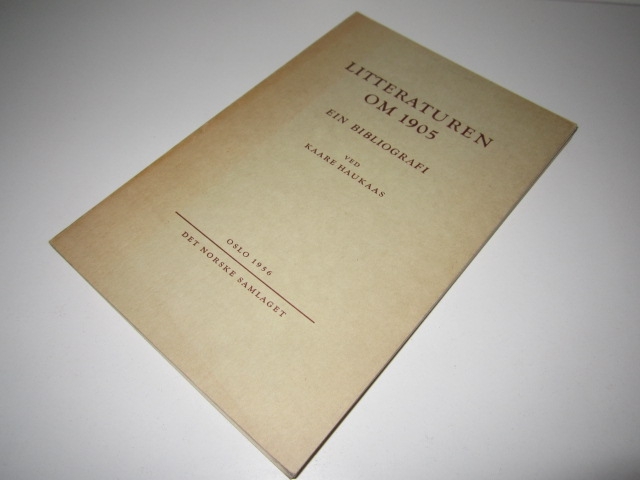 LITTERATUREN
OM 1905
EIN BIBLIOGRAFI
VED
KAARE HAUKAAS
OSLO 1956
DET NORSKE SAMLAGET